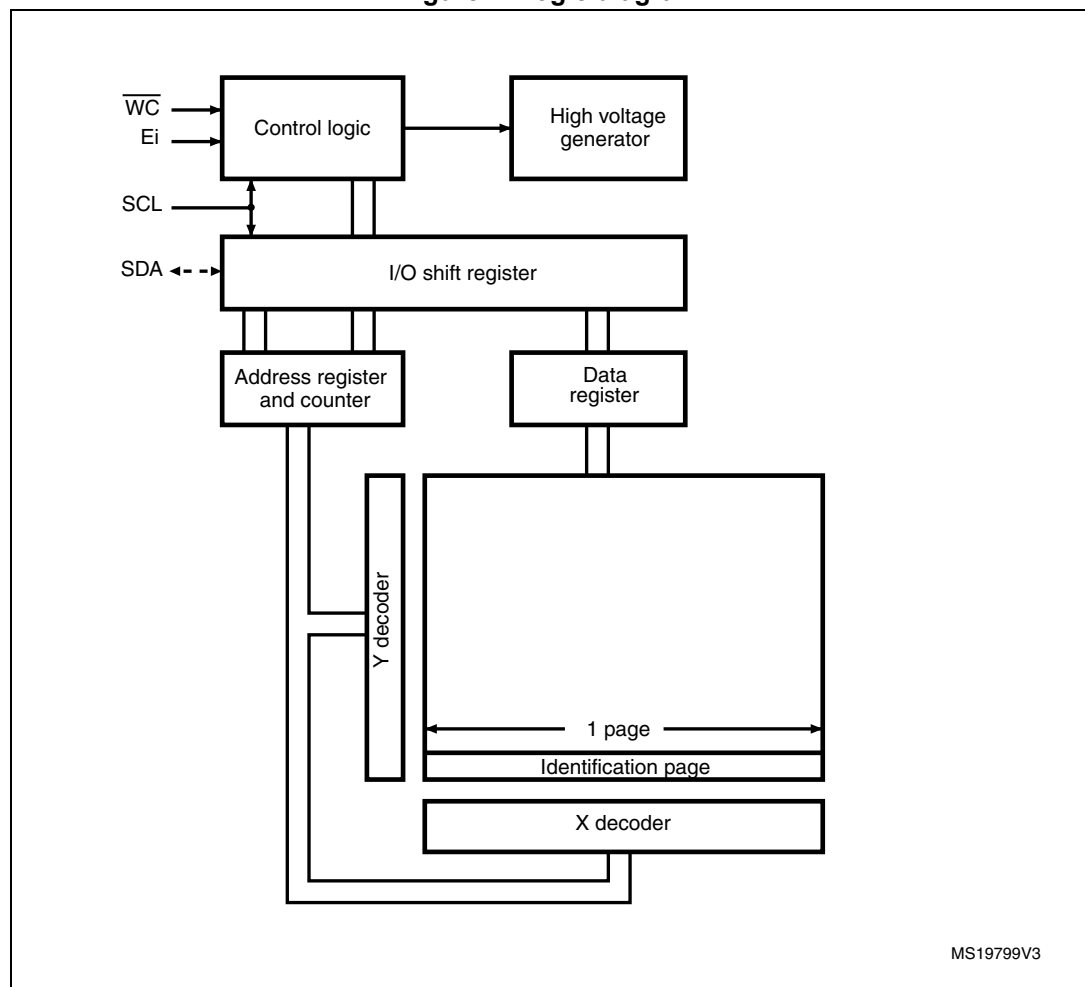 WC
Control logic
High voltage
generator
Ei
SCL
SDA
I/O shift register
Address register
and counter
Data
register
Y decoder
1 page
Identification page
X decoder
MS19799V3